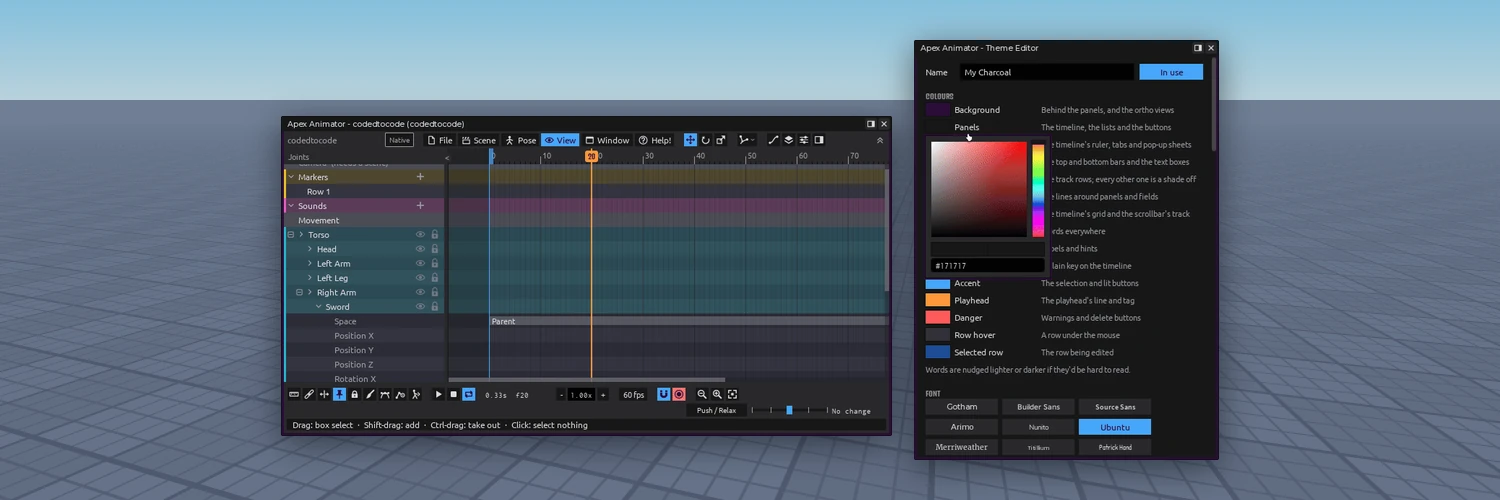 Apex Animator - codedtocode (codedtocode)
codedtocode Native File Scene Pose View Window Help!
Joints < 0 10 20 30 40 50 60 70
Markers +
Row 1
Sounds +
Movement
Torso
Head
Left Arm
Left Leg
Right Arm
Sword
Space Parent
Position X
Position Y
Position Z
Rotation X
0.33s f20 - 1.00x + 60 fps
Push / Relax No change
Drag: box select · Shift-drag: add · Ctrl-drag: take out · Click: select nothing
Apex Animator - Theme Editor
Name My Charcoal In use
COLOURS
Background Behind the panels, and the ortho views
Panels The timeline, the lists and the buttons
timeline's ruler, tabs and pop-up sheets
top and bottom bars and the text boxes
track rows; every other one is a shade off
lines around panels and fields
timeline's grid and the scrollbar's track
everywhere
and hints
key on the timeline
#171717
Accent The selection and lit buttons
Playhead The playhead's line and tag
Danger Warnings and delete buttons
Row hover A row under the mouse
Selected row The row being edited
Words are nudged lighter or darker if they'd be hard to read.
FONT
Gotham Builder Sans Source Sans
Arimo Nunito Ubuntu
Merriweather Titillium Patrick Hand